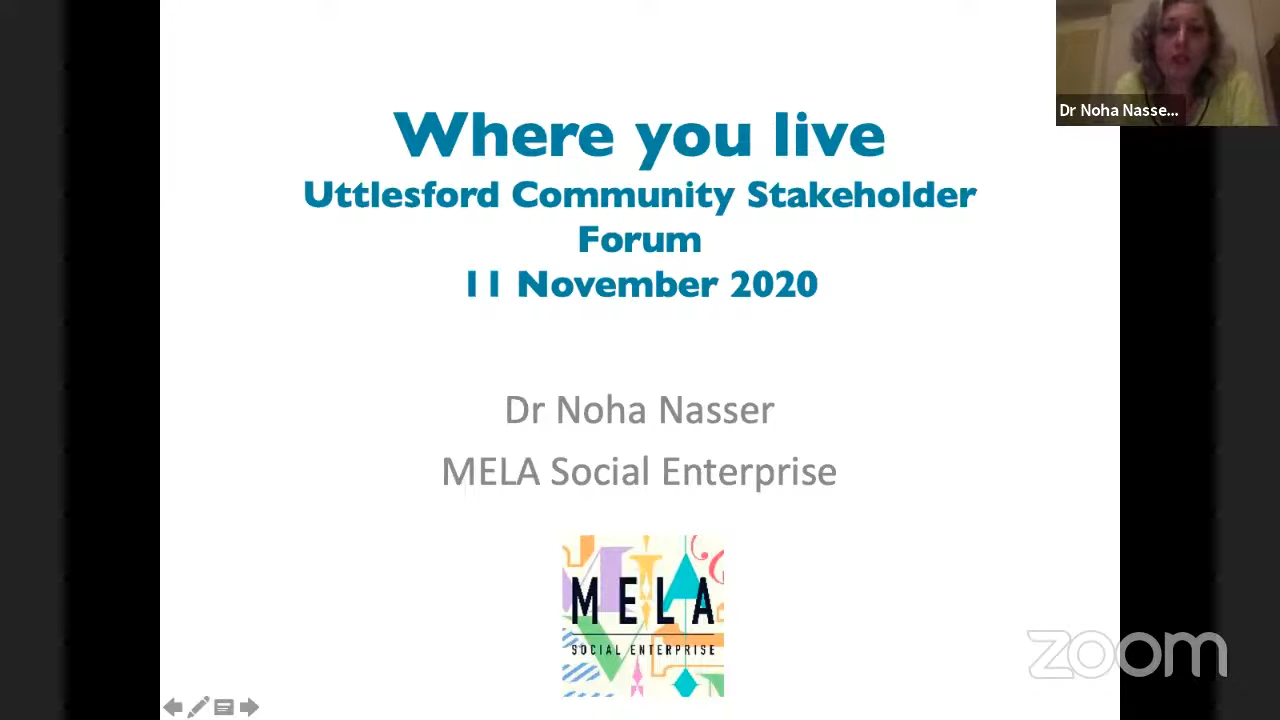 Where you live
Uttlesford Community Stakeholder
Forum
11 November 2020
Dr Noha Nasser
MELA Social Enterprise
MELA
SOCIAL ENTERPRISE
Dr Noha Nasse...
zoom